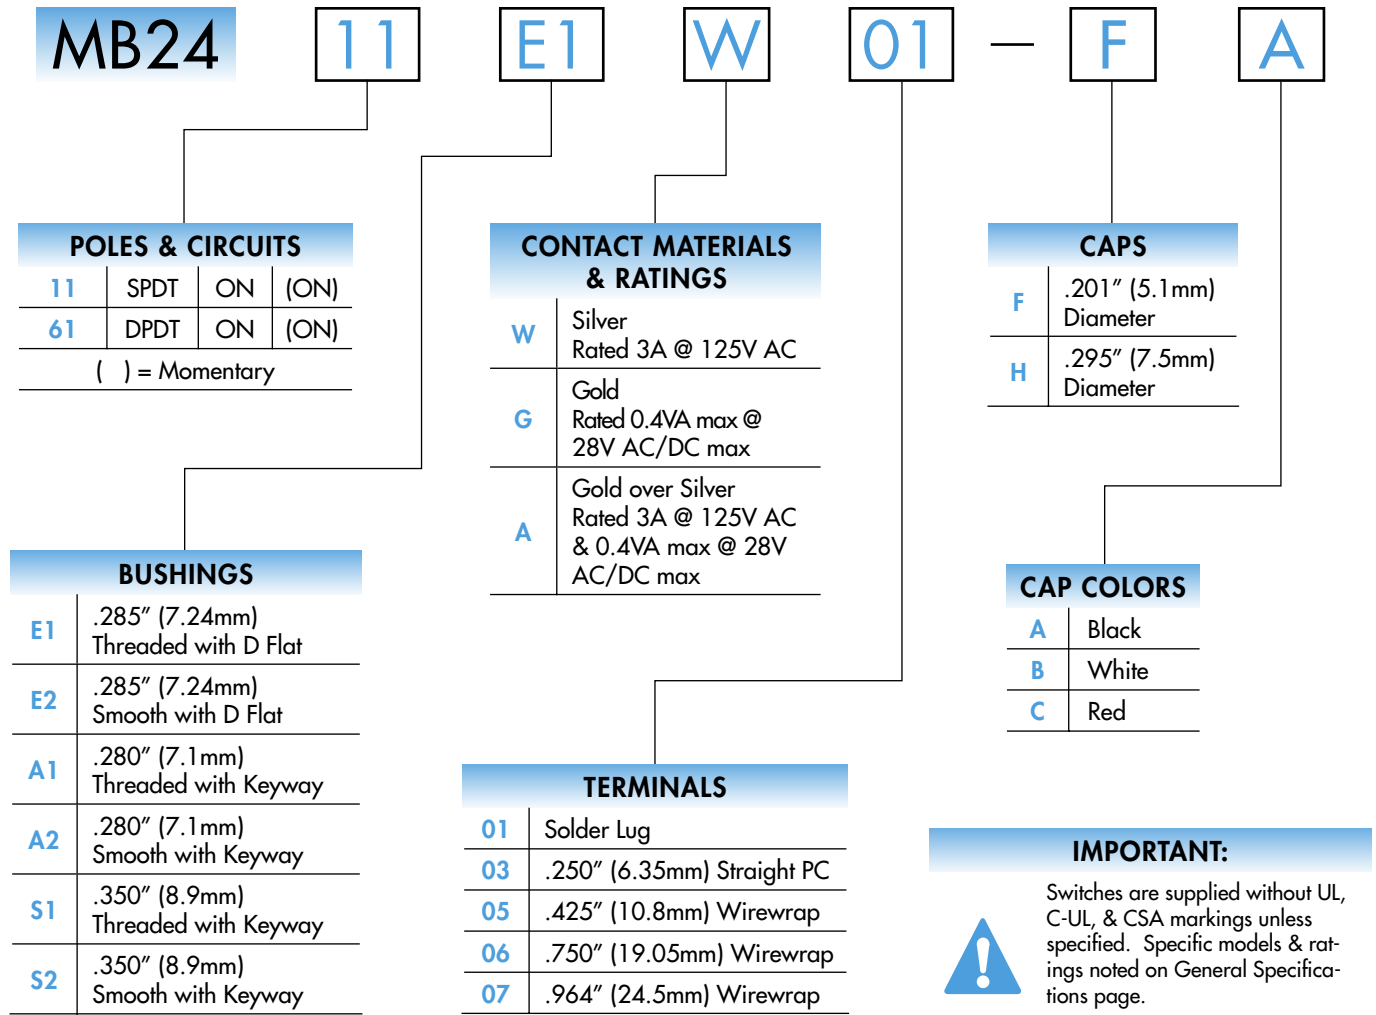 MB24 11 E1 W 01 – F A
POLES & CIRCUITS
11 SPDT ON (ON)
61 DPDT ON (ON)
( ) = Momentary
BUSHINGS
E1 .285" (7.24mm)
Threaded with D Flat
E2 .285" (7.24mm)
Smooth with D Flat
A1 .280" (7.1mm)
Threaded with Keyway
A2 .280" (7.1mm)
Smooth with Keyway
S1 .350" (8.9mm)
Threaded with Keyway
S2 .350" (8.9mm)
Smooth with Keyway
CONTACT MATERIALS
& RATINGS
W Silver
Rated 3A @ 125V AC
G Gold
Rated 0.4VA max @
28V AC/DC max
A Gold over Silver
Rated 3A @ 125V AC
& 0.4VA max @ 28V
AC/DC max
TERMINALS
01 Solder Lug
03 .250" (6.35mm) Straight PC
05 .425" (10.8mm) Wirewrap
06 .750" (19.05mm) Wirewrap
07 .964" (24.5mm) Wirewrap
CAPS
F .201" (5.1mm)
Diameter
H .295" (7.5mm)
Diameter
CAP COLORS
A Black
B White
C Red
IMPORTANT:
Switches are supplied without UL,
C-UL, & CSA markings unless
specified. Specific models & rat-
ings noted on General Specifica-
tions page.